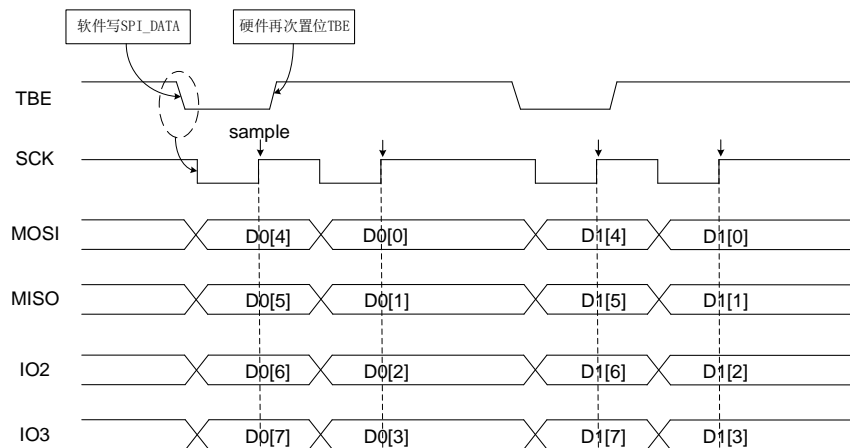 软件写SPI_DATA
硬件再次置位TBE
TBE
sample
SCK
MOSI
D0[4]
D0[0]
D1[4]
D1[0]
MISO
D0[5]
D0[1]
D1[5]
D1[1]
IO2
D0[6]
D0[2]
D1[6]
D1[2]
IO3
D0[7]
D0[3]
D1[7]
D1[3]